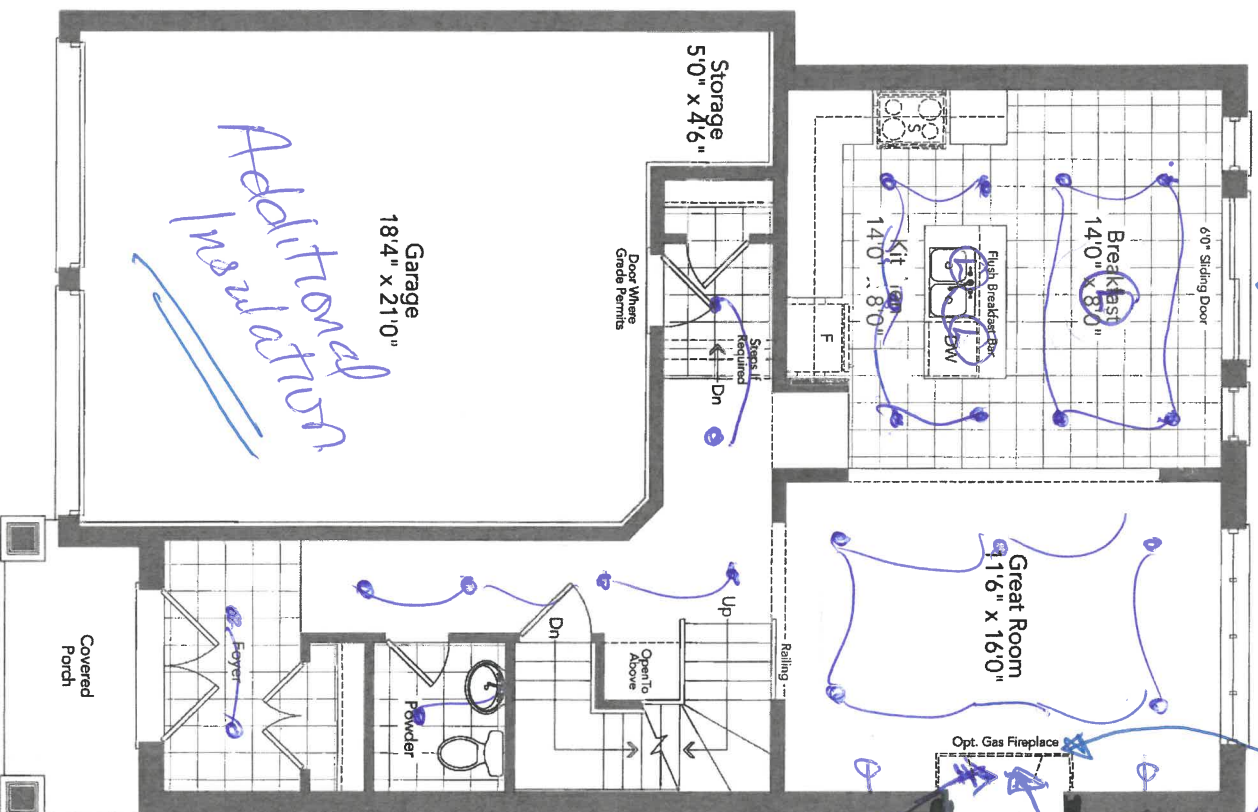 Storage
5'0" x 4'6"
Garage
18'4" x 21'0"
Additional
Insulation
Door Where
Grade Permits
Steps If
Required
Dn
S
F
Flush Breakfast Bar
DW
14'0" x 8'0"
6'0" Sliding Door
Breakfast
14'0" x 8'0"
Great Room
11'6" x 16'0"
Opt. Gas Fireplace
Railing
Up
Dn
Open To
Above
Powder
Foyer
Covered
Porch